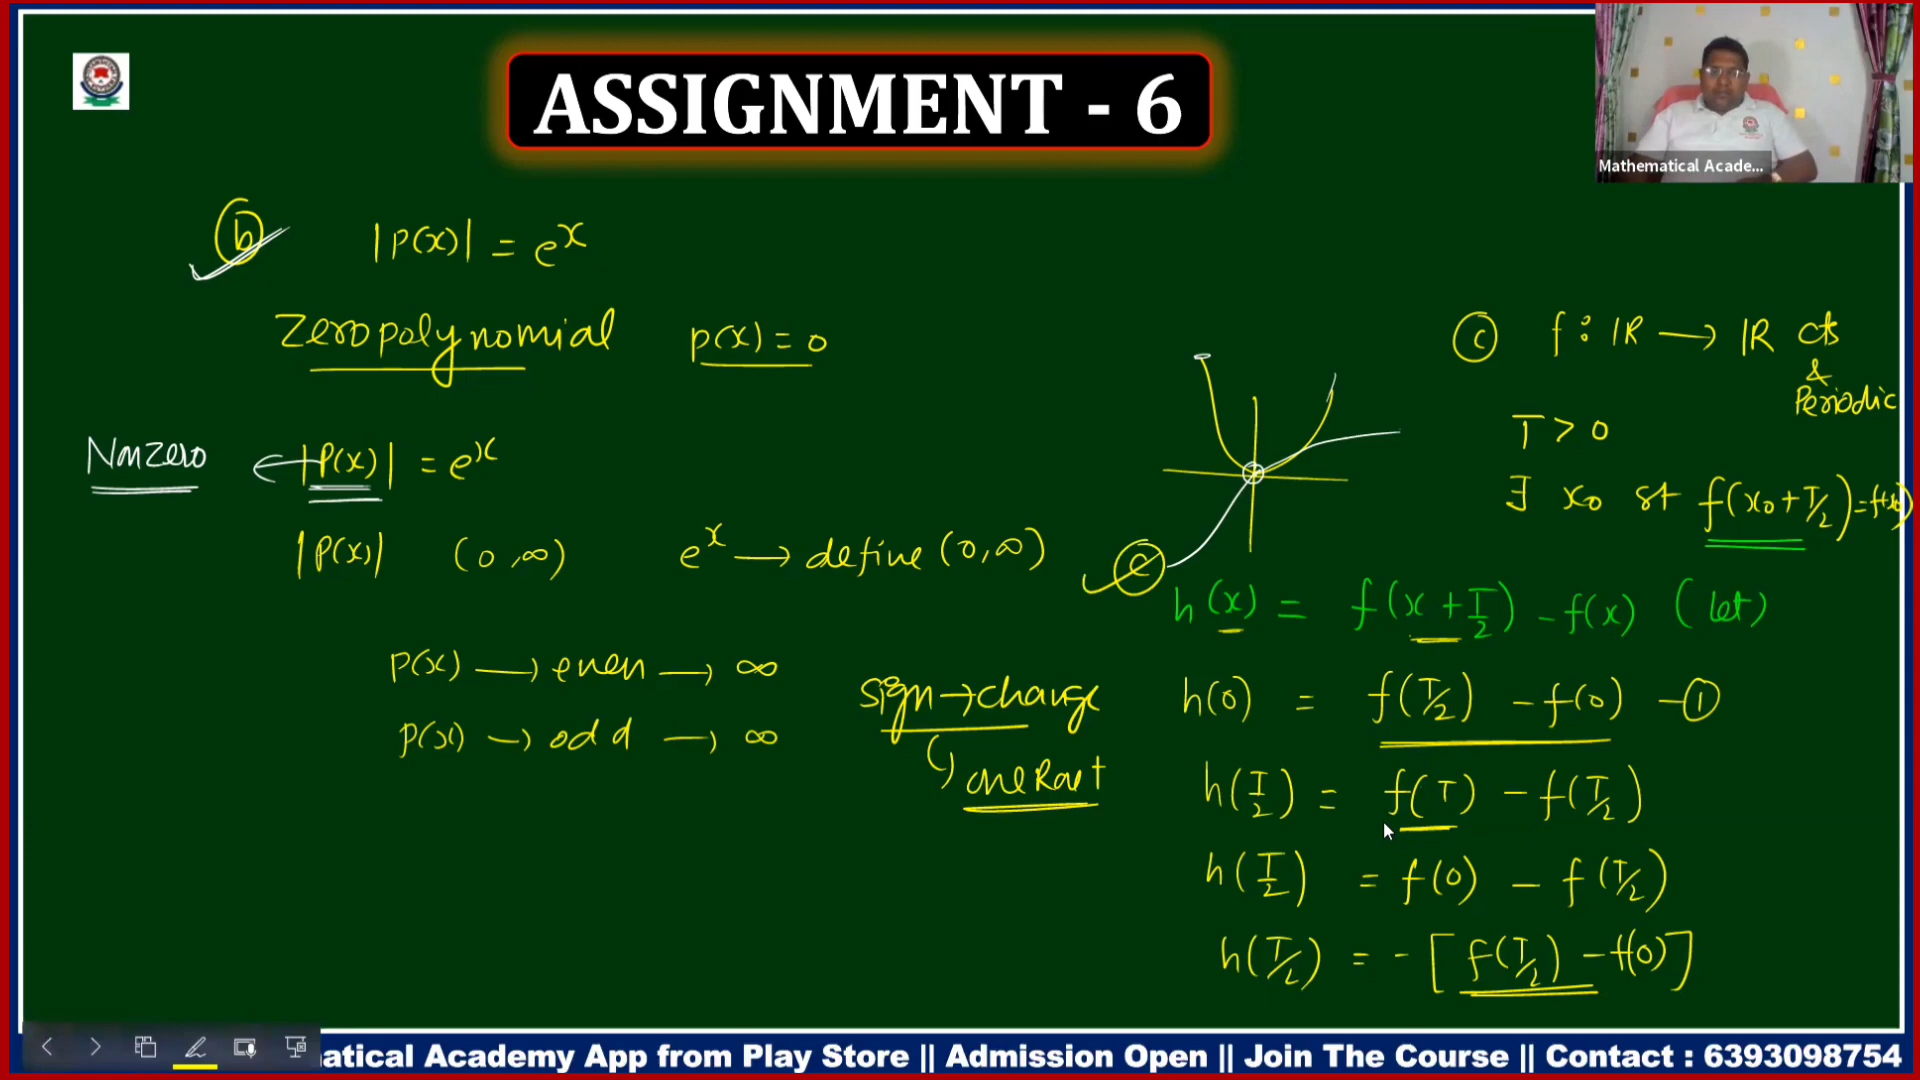 ASSIGNMENT - 6
Mathematical Acade...
(b) |P(x)| = e^x
Zero polynomial p(x) = 0
Nonzero ← |P(x)| = e^x
|P(x)| (0, ∞) e^x → define (0, ∞)
P(x) → even → ∞
P(x) → odd → ∞
sign → change
↳ one Root
(c) f : IR → IR cts
&
Periodic
T > 0
∃ x₀ st f(x₀ + T/2) = f(x₀)
h(x) = f(x + T/2) - f(x) (let)
h(0) = f(T/2) - f(0) - ①
h(T/2) = f(T) - f(T/2)
h(T/2) = f(0) - f(T/2)
h(T/2) = - [f(T/2) - f(0)]
atical Academy App from Play Store || Admission Open || Join The Course || Contact : 6393098754